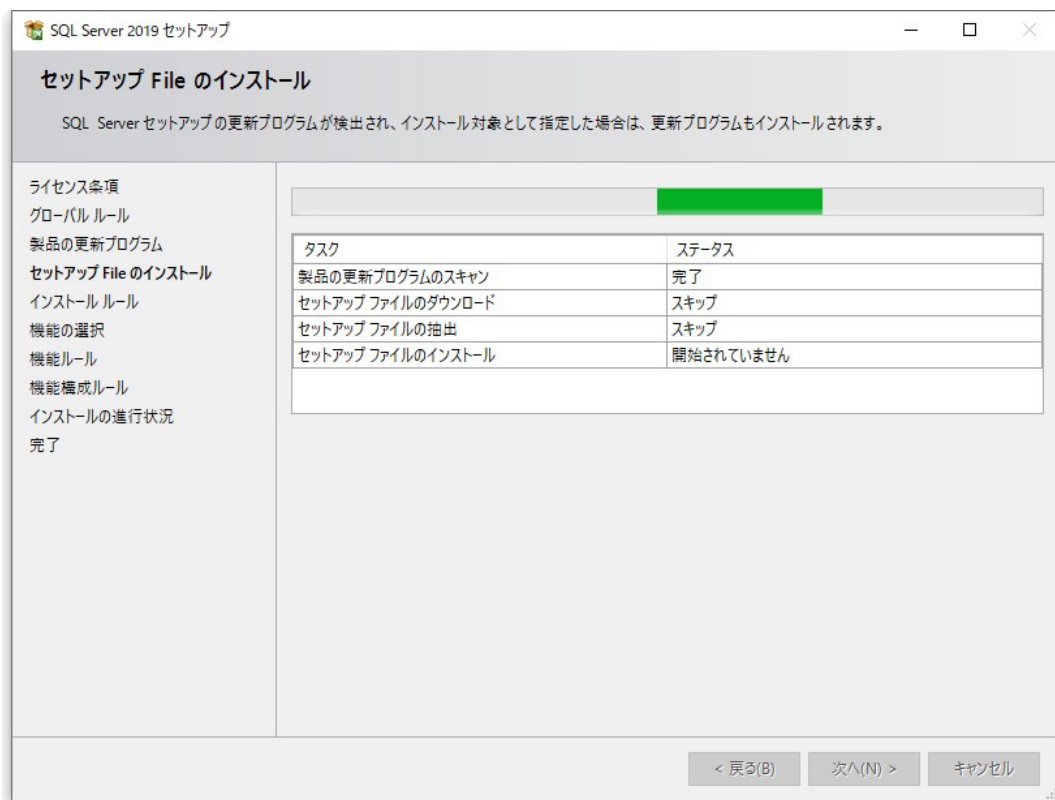 SQL Server 2019 セットアップ
セットアップ File のインストール
SQL Server セットアップの更新プログラムが検出され、インストール対象として指定した場合は、更新プログラムもインストールされます。
ライセンス条項
グローバル ルール
製品の更新プログラム
セットアップ File のインストール
インストール ルール
機能の選択
機能ルール
機能構成ルール
インストールの進行状況
完了
タスク ステータス
製品の更新プログラムのスキャン 完了
セットアップ ファイルのダウンロード スキップ
セットアップ ファイルの抽出 スキップ
セットアップ ファイルのインストール 開始されていません
< 戻る(B) 次へ(N) > キャンセル